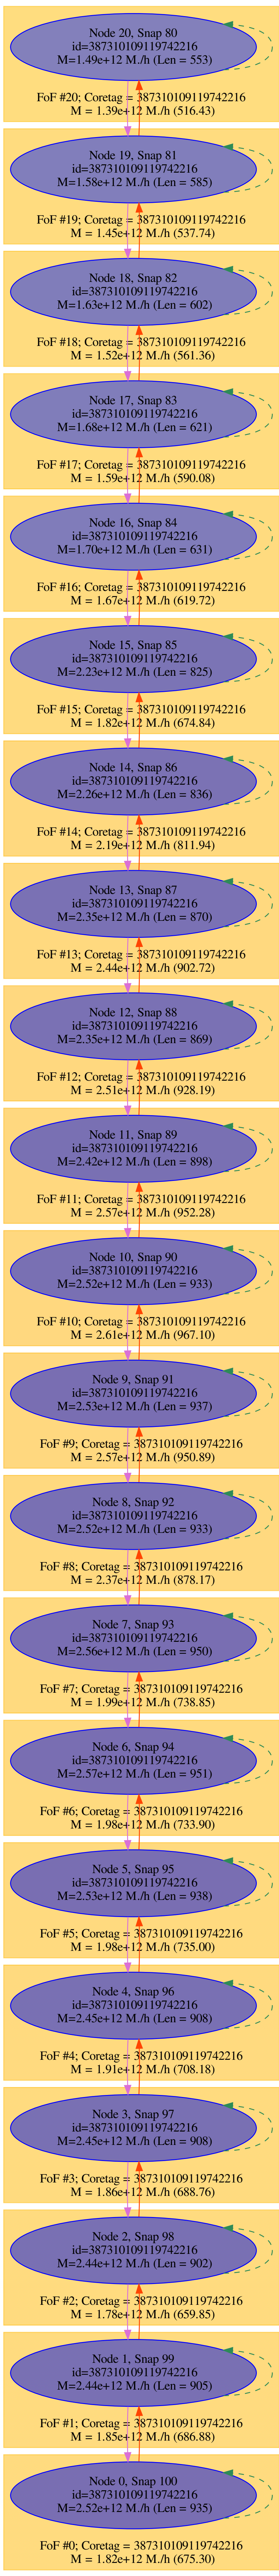 Node 20, Snap 80
id=387310109119742216
M=1.49e+12 M./h (Len = 553)
FoF #20; Coretag = 387310109119742216
M = 1.39e+12 M./h (516.43)
Node 19, Snap 81
id=387310109119742216
M=1.58e+12 M./h (Len = 585)
FoF #19; Coretag = 387310109119742216
M = 1.45e+12 M./h (537.74)
Node 18, Snap 82
id=387310109119742216
M=1.63e+12 M./h (Len = 602)
FoF #18; Coretag = 387310109119742216
M = 1.52e+12 M./h (561.36)
Node 17, Snap 83
id=387310109119742216
M=1.68e+12 M./h (Len = 621)
FoF #17; Coretag = 387310109119742216
M = 1.59e+12 M./h (590.08)
Node 16, Snap 84
id=387310109119742216
M=1.70e+12 M./h (Len = 631)
FoF #16; Coretag = 387310109119742216
M = 1.67e+12 M./h (619.72)
Node 15, Snap 85
id=387310109119742216
M=2.23e+12 M./h (Len = 825)
FoF #15; Coretag = 387310109119742216
M = 1.82e+12 M./h (674.84)
Node 14, Snap 86
id=387310109119742216
M=2.26e+12 M./h (Len = 836)
FoF #14; Coretag = 387310109119742216
M = 2.19e+12 M./h (811.94)
Node 13, Snap 87
id=387310109119742216
M=2.35e+12 M./h (Len = 870)
FoF #13; Coretag = 387310109119742216
M = 2.44e+12 M./h (902.72)
Node 12, Snap 88
id=387310109119742216
M=2.35e+12 M./h (Len = 869)
FoF #12; Coretag = 387310109119742216
M = 2.51e+12 M./h (928.19)
Node 11, Snap 89
id=387310109119742216
M=2.42e+12 M./h (Len = 898)
FoF #11; Coretag = 387310109119742216
M = 2.57e+12 M./h (952.28)
Node 10, Snap 90
id=387310109119742216
M=2.52e+12 M./h (Len = 933)
FoF #10; Coretag = 387310109119742216
M = 2.61e+12 M./h (967.10)
Node 9, Snap 91
id=387310109119742216
M=2.53e+12 M./h (Len = 937)
FoF #9; Coretag = 387310109119742216
M = 2.57e+12 M./h (950.89)
Node 8, Snap 92
id=387310109119742216
M=2.52e+12 M./h (Len = 933)
FoF #8; Coretag = 387310109119742216
M = 2.37e+12 M./h (878.17)
Node 7, Snap 93
id=387310109119742216
M=2.56e+12 M./h (Len = 950)
FoF #7; Coretag = 387310109119742216
M = 1.99e+12 M./h (738.85)
Node 6, Snap 94
id=387310109119742216
M=2.57e+12 M./h (Len = 951)
FoF #6; Coretag = 387310109119742216
M = 1.98e+12 M./h (733.90)
Node 5, Snap 95
id=387310109119742216
M=2.53e+12 M./h (Len = 938)
FoF #5; Coretag = 387310109119742216
M = 1.98e+12 M./h (735.00)
Node 4, Snap 96
id=387310109119742216
M=2.45e+12 M./h (Len = 908)
FoF #4; Coretag = 387310109119742216
M = 1.91e+12 M./h (708.18)
Node 3, Snap 97
id=387310109119742216
M=2.45e+12 M./h (Len = 908)
FoF #3; Coretag = 387310109119742216
M = 1.86e+12 M./h (688.76)
Node 2, Snap 98
id=387310109119742216
M=2.44e+12 M./h (Len = 902)
FoF #2; Coretag = 387310109119742216
M = 1.78e+12 M./h (659.85)
Node 1, Snap 99
id=387310109119742216
M=2.44e+12 M./h (Len = 905)
FoF #1; Coretag = 387310109119742216
M = 1.85e+12 M./h (686.88)
Node 0, Snap 100
id=387310109119742216
M=2.52e+12 M./h (Len = 935)
FoF #0; Coretag = 387310109119742216
M = 1.82e+12 M./h (675.30)